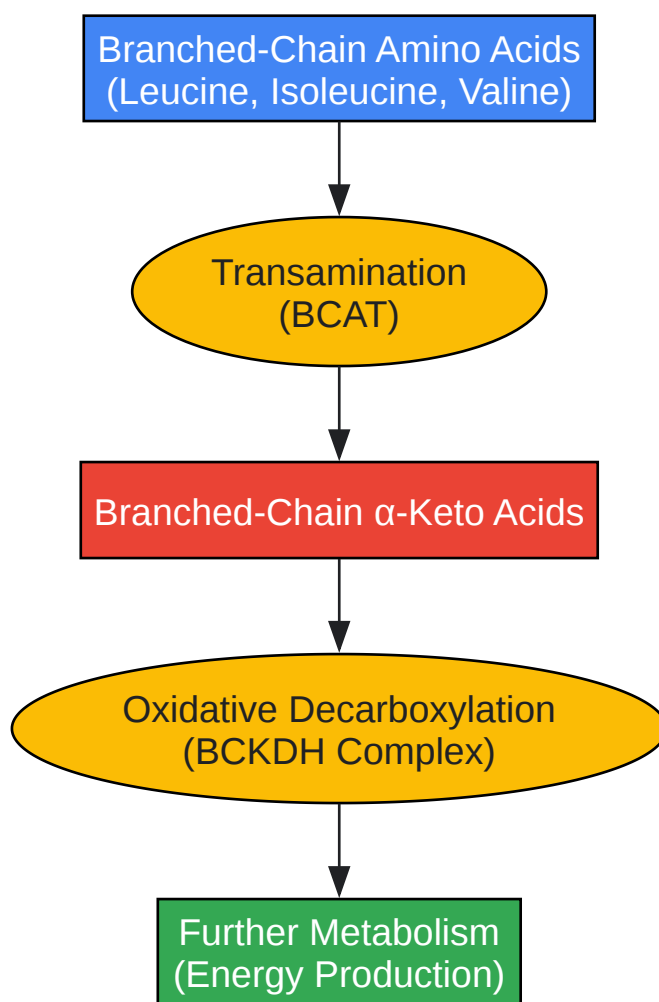 Branched-Chain Amino Acids
(Leucine, Isoleucine, Valine)
Transamination
(BCAT)
Branched-Chain α-Keto Acids
Oxidative Decarboxylation
(BCKDH Complex)
Further Metabolism
(Energy Production)